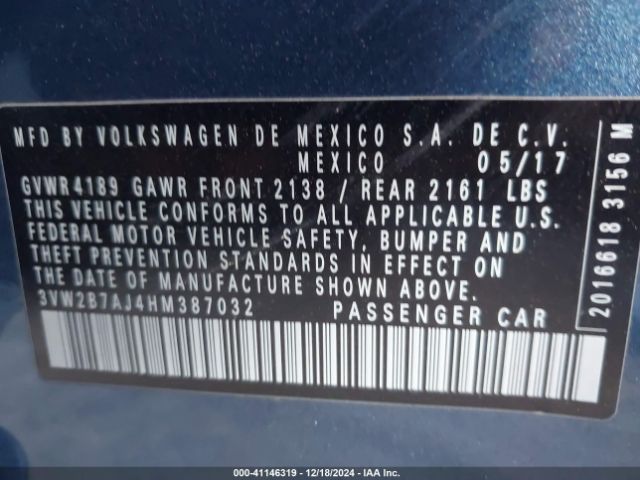 MFD BY VOLKSWAGEN DE MEXICO S.A. DE C.V.
MEXICO 05/17
GVWR4189 GAWR FRONT 2138 / REAR 2161 LBS
THIS VEHICLE CONFORMS TO ALL APPLICABLE U.S.
FEDERAL MOTOR VEHICLE SAFETY, BUMPER AND
THEFT PREVENTION STANDARDS IN EFFECT ON
THE DATE OF MANUFACTURE SHOWN ABOVE.
3VW2B7AJ4HM387032 PASSENGER CAR
2016618 3156 M
000-41146319 - 12/18/2024 - IAA Inc.